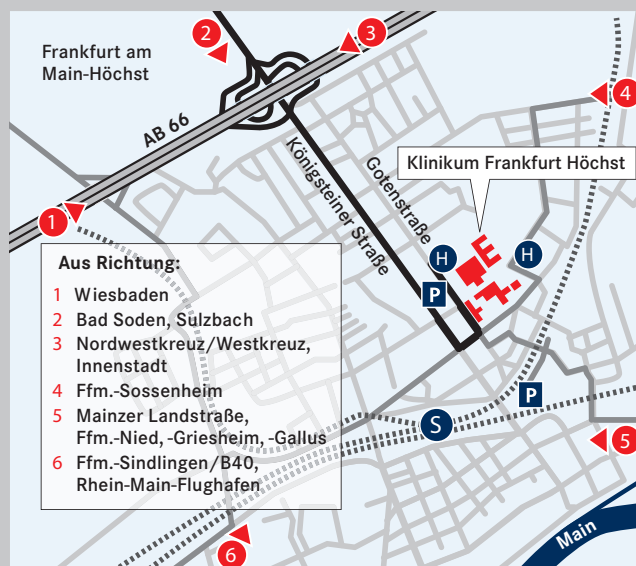 Frankfurt am
Main-Höchst
2
3
4
AB 66
Königsteiner Straße
Gotenstraße
Klinikum Frankfurt Höchst
1
H
H
P
Aus Richtung:
1 Wiesbaden
2 Bad Soden, Sulzbach
3 Nordwestkreuz/Westkreuz,
Innenstadt
4 Ffm.-Sossenheim
5 Mainzer Landstraße,
Ffm.-Nied, -Griesheim, -Gallus
6 Ffm.-Sindlingen/B40,
Rhein-Main-Flughafen
P
S
5
6
Main